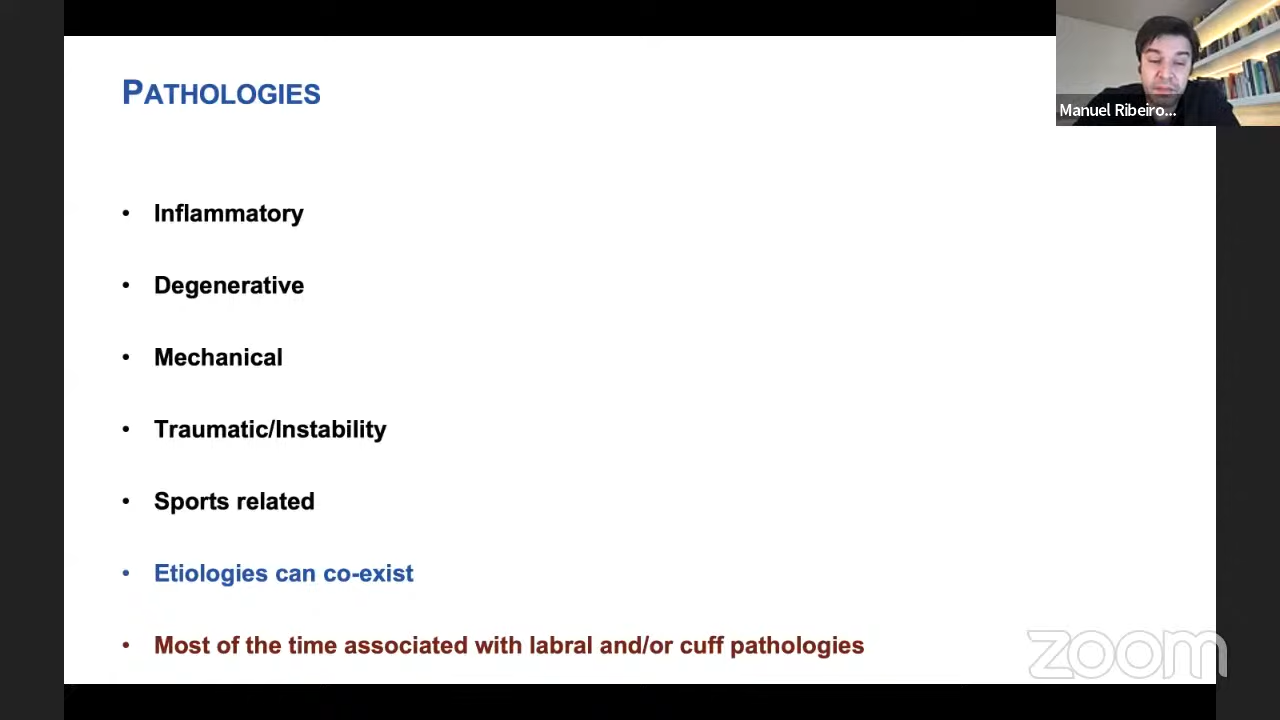 PATHOLOGIES
Manuel Ribeiro...
• Inflammatory
• Degenerative
• Mechanical
• Traumatic/Instability
• Sports related
• Etiologies can co-exist
• Most of the time associated with labral and/or cuff pathologies
zoom